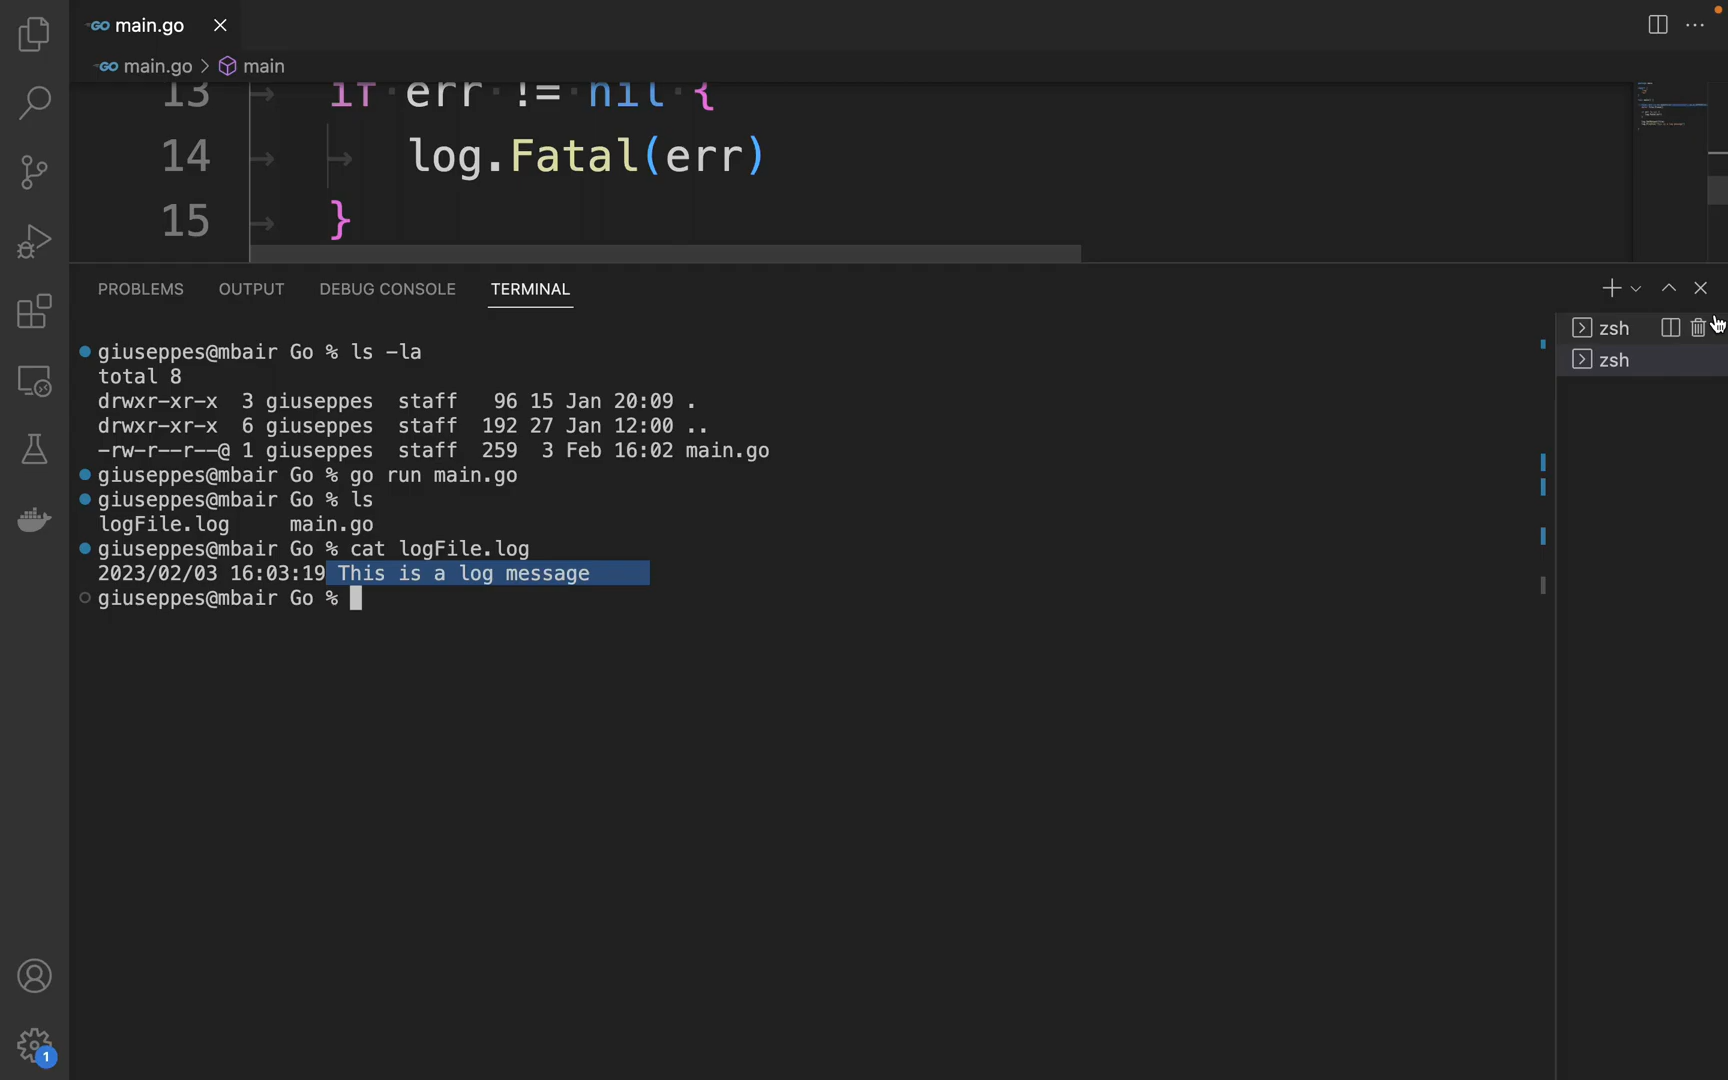 GO main.go
GO main.go > main
13 if err != nil {
14 log.Fatal(err)
15 }
PROBLEMS OUTPUT DEBUG CONSOLE TERMINAL
zsh
zsh
giuseppes@mbair Go % ls -la
total 8
drwxr-xr-x  3 giuseppes  staff   96 15 Jan 20:09 .
drwxr-xr-x  6 giuseppes  staff  192 27 Jan 12:00 ..
-rw-r--r--@ 1 giuseppes  staff  259  3 Feb 16:02 main.go
giuseppes@mbair Go % go run main.go
giuseppes@mbair Go % ls
logFile.log     main.go
giuseppes@mbair Go % cat logFile.log
2023/02/03 16:03:19 This is a log message
giuseppes@mbair Go %
1